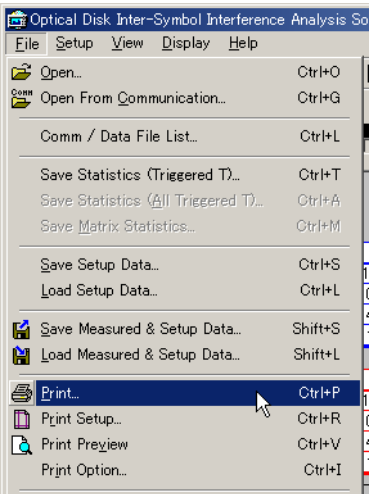 Optical Disk Inter-Symbol Interference Analysis So
File Setup View Display Help
Open... Ctrl+O
Open From Communication... Ctrl+G
Comm / Data File List... Ctrl+L
Save Statistics (Triggered T)... Ctrl+T
Save Statistics (All Triggered T)... Ctrl+A
Save Matrix Statistics... Ctrl+M
Save Setup Data... Ctrl+S
Load Setup Data... Ctrl+L
Save Measured & Setup Data... Shift+S
Load Measured & Setup Data... Shift+L
Print... Ctrl+P
Print Setup... Ctrl+R
Print Preview Ctrl+V
Print Option... Ctrl+I